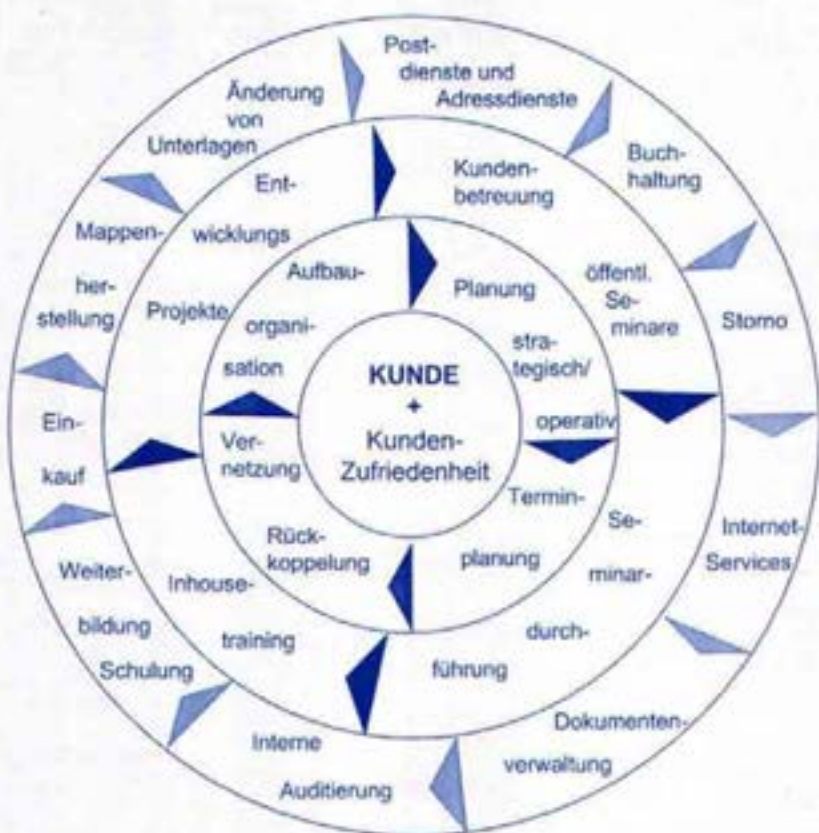 KUNDE
+
Kunden-
Zufriedenheit
Planung
stra-
tegisch/
operativ
Termin-
planung
Rück-
koppelung
Ver-
netzung
Aufbau-
organi-
sation
Kunden-
betreuung
öffentl.
Se-
minare
Se-
minar-
durch-
führung
Inhouse-
training
Ent-
wicklungs
Projekte
Post-
dienste und
Adressdienste
Buch-
haltung
Storno
Internet-
Services
Dokumenten-
verwaltung
Interne
Auditierung
Weiter-
bildung
Schulung
Ein-
kauf
Mappen-
her-
stellung
Änderung
von
Unterlagen